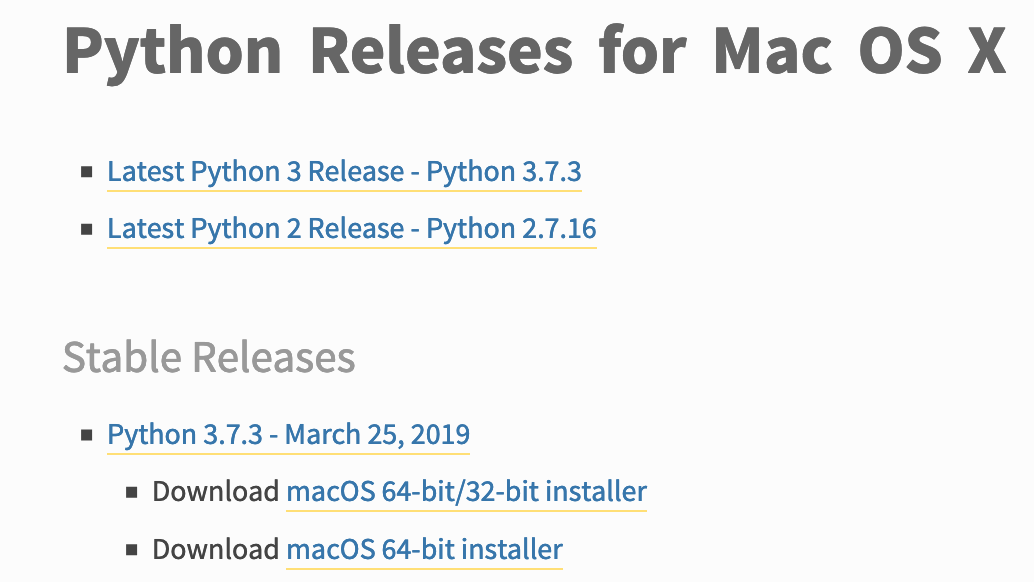 Python Releases for Mac OS X
Latest Python 3 Release - Python 3.7.3
Latest Python 2 Release - Python 2.7.16
Stable Releases
Python 3.7.3 - March 25, 2019
Download macOS 64-bit/32-bit installer
Download macOS 64-bit installer